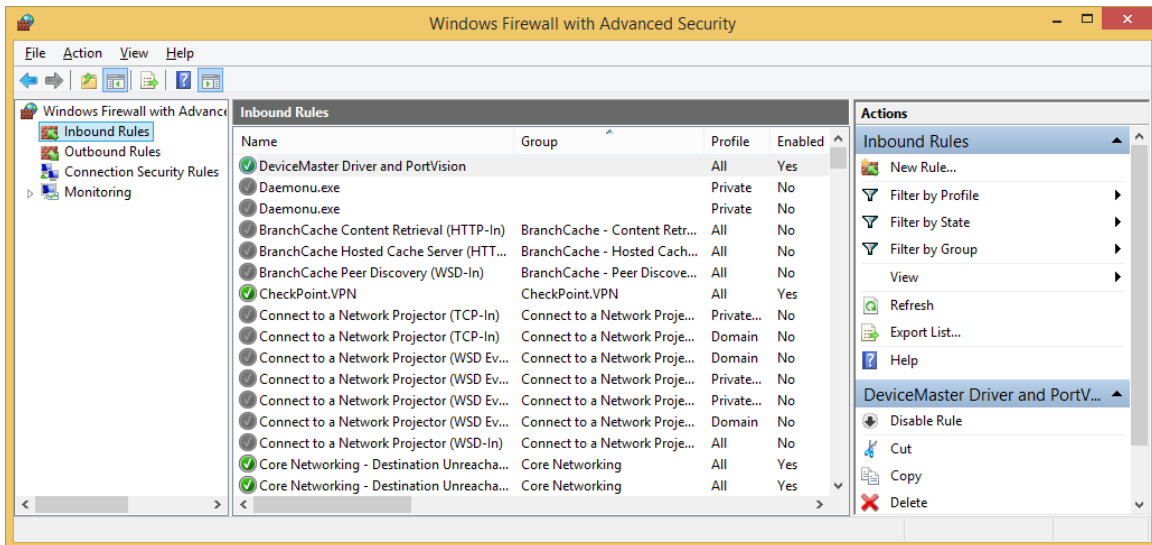 Windows Firewall with Advanced Security
File Action View Help
Windows Firewall with Advance
Inbound Rules
Outbound Rules
Connection Security Rules
Monitoring
Inbound Rules
Name Group Profile Enabled
DeviceMaster Driver and PortVision All Yes
Daemonu.exe Private No
Daemonu.exe Private No
BranchCache Content Retrieval (HTTP-In) BranchCache - Content Retr... All No
BranchCache Hosted Cache Server (HTT... BranchCache - Hosted Cach... All No
BranchCache Peer Discovery (WSD-In) BranchCache - Peer Discove... All No
CheckPoint.VPN CheckPoint.VPN All Yes
Connect to a Network Projector (TCP-In) Connect to a Network Proje... Private... No
Connect to a Network Projector (TCP-In) Connect to a Network Proje... Domain No
Connect to a Network Projector (WSD Ev... Connect to a Network Proje... Domain No
Connect to a Network Projector (WSD Ev... Connect to a Network Proje... Private... No
Connect to a Network Projector (WSD Ev... Connect to a Network Proje... Private... No
Connect to a Network Projector (WSD Ev... Connect to a Network Proje... Domain No
Connect to a Network Projector (WSD-In) Connect to a Network Proje... All No
Core Networking - Destination Unreacha... Core Networking All Yes
Core Networking - Destination Unreacha... Core Networking All Yes
Actions
Inbound Rules
New Rule...
Filter by Profile
Filter by State
Filter by Group
View
Refresh
Export List...
Help
DeviceMaster Driver and PortV...
Disable Rule
Cut
Copy
Delete